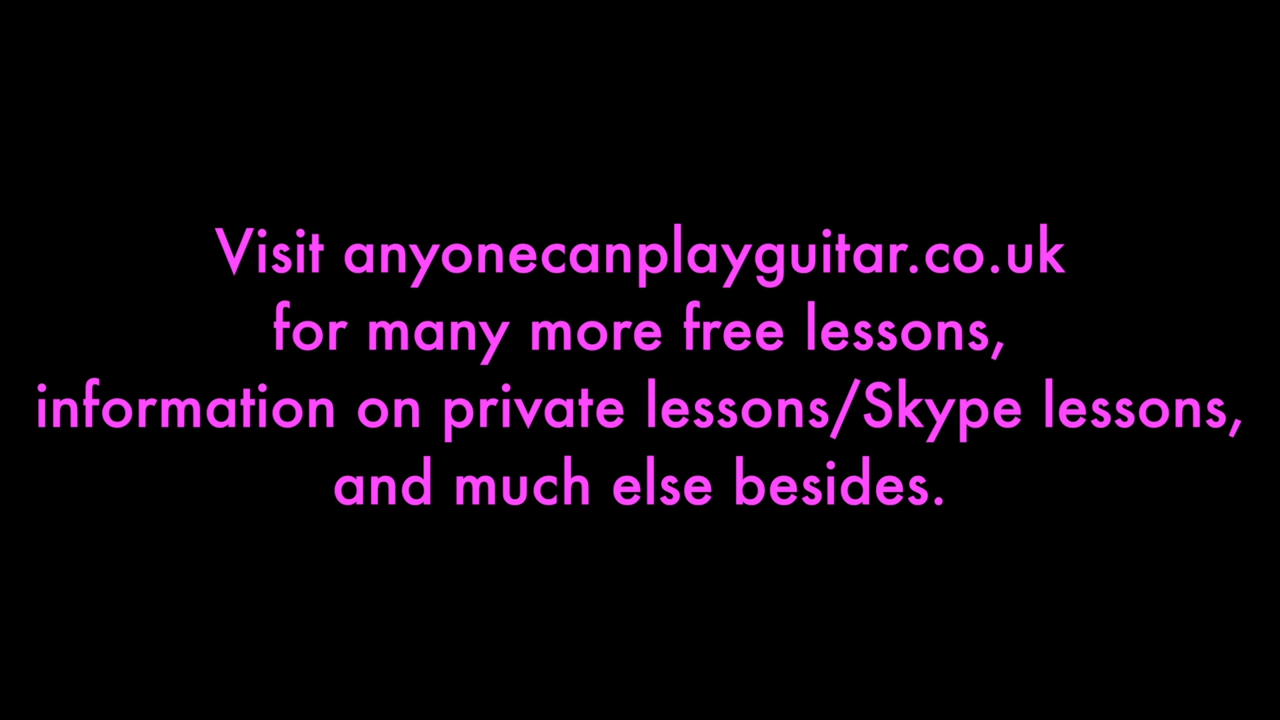 Visit anyonecanplayguitar.co.uk
for many more free lessons,
information on private lessons/Skype lessons,
and much else besides.